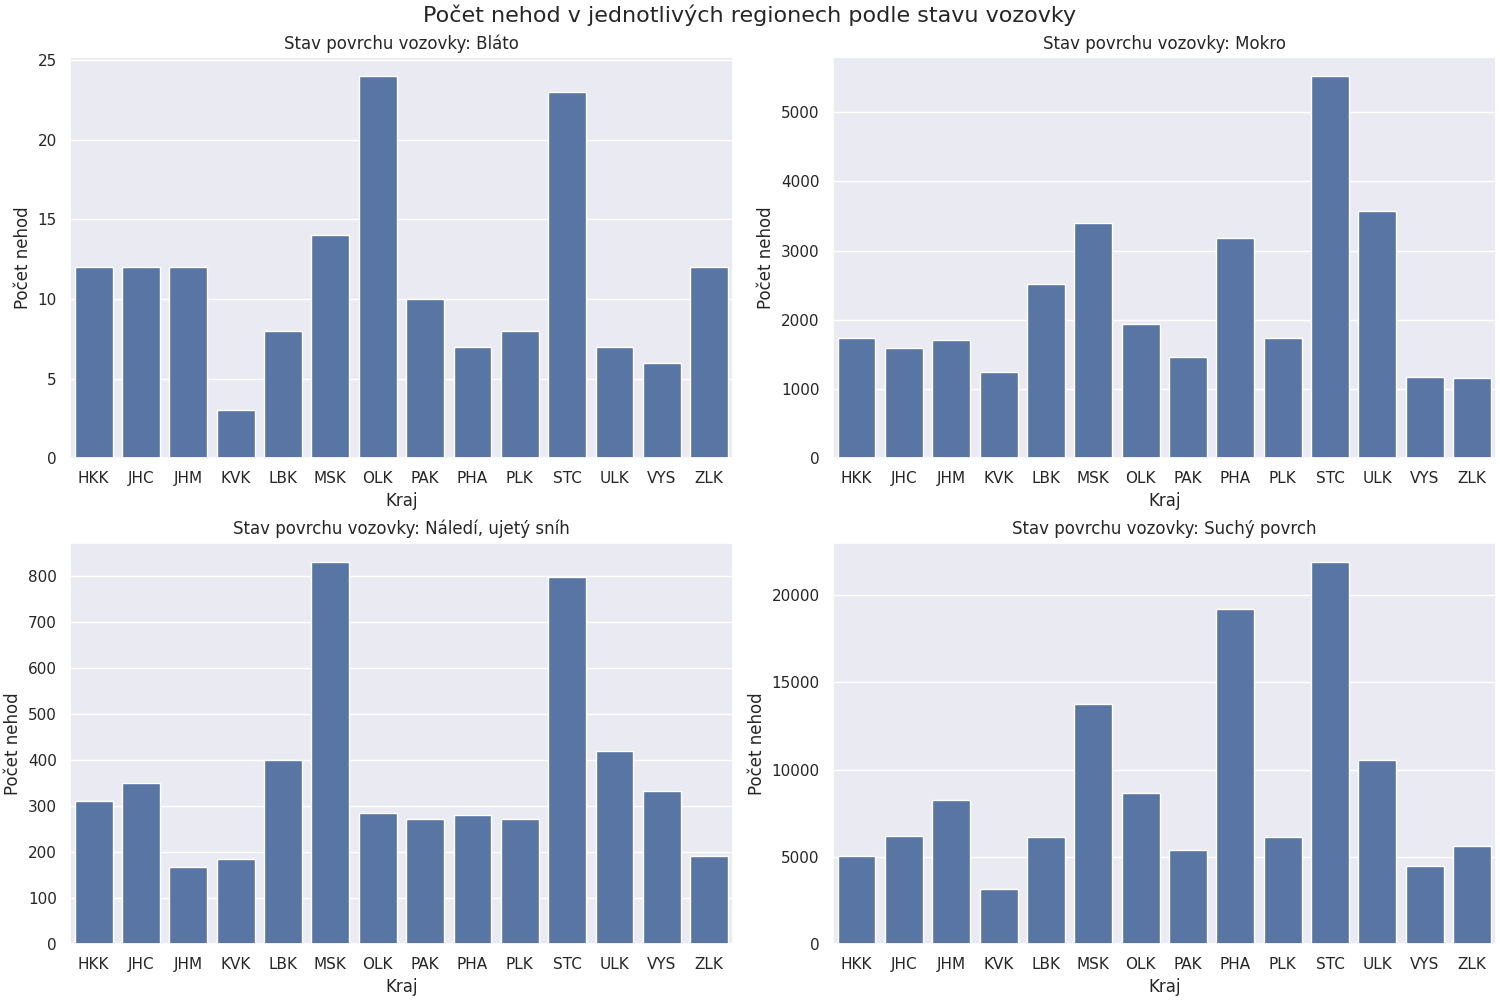 Počet nehod v jednotlivých regionech podle stavu vozovky
Stav povrchu vozovky: Bláto
25
20
15
10
5
0
Počet nehod
HKK JHC JHM KVK LBK MSK OLK PAK PHA PLK STC ULK VYS ZLK
Kraj
Stav povrchu vozovky: Mokro
5000
4000
3000
2000
1000
0
Počet nehod
HKK JHC JHM KVK LBK MSK OLK PAK PHA PLK STC ULK VYS ZLK
Kraj
Stav povrchu vozovky: Náledí, ujetý sníh
800
700
600
500
400
300
200
100
0
Počet nehod
HKK JHC JHM KVK LBK MSK OLK PAK PHA PLK STC ULK VYS ZLK
Kraj
Stav povrchu vozovky: Suchý povrch
20000
15000
10000
5000
0
Počet nehod
HKK JHC JHM KVK LBK MSK OLK PAK PHA PLK STC ULK VYS ZLK
Kraj